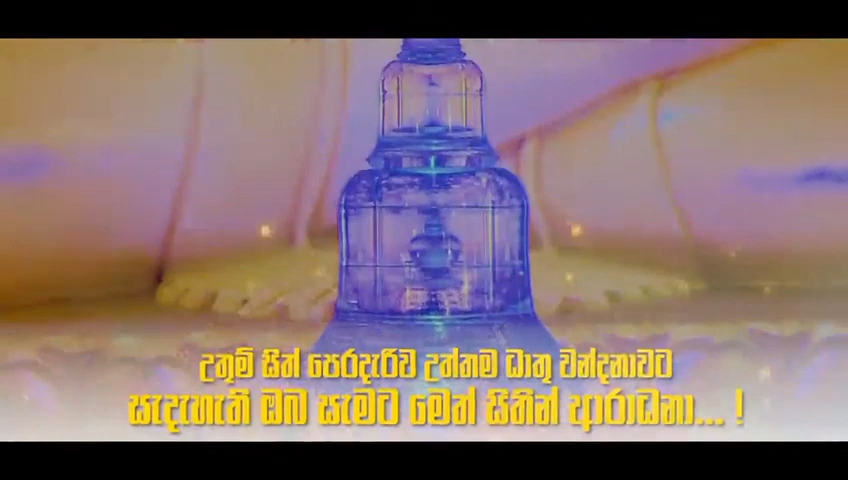 උතුම් සිත් පෙරදැරිව උත්තම ධාතු වන්දනාවට
සැදැහැති ඔබ සැමට මෙත් සිතින් ආරාධනා... !